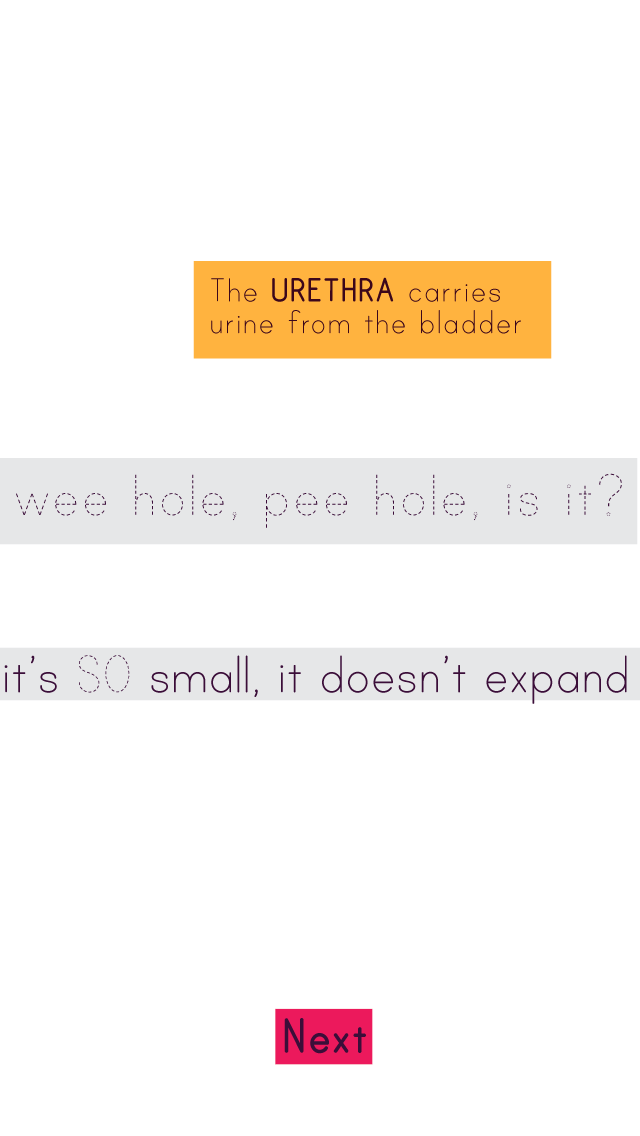 The URETHRA carries
urine from the bladder
wee hole, pee hole, is it?
it's SO small, it doesn't expand
Next